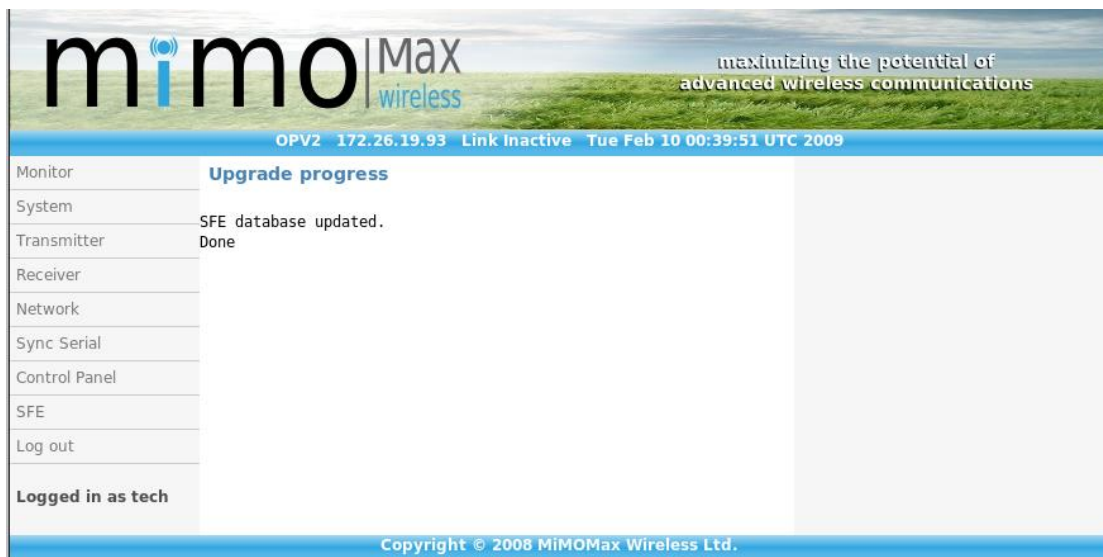 mimo Max
wireless
maximizing the potential of
advanced wireless communications
OPV2 172.26.19.93 Link Inactive Tue Feb 10 00:39:51 UTC 2009
Monitor
System
Transmitter
Receiver
Network
Sync Serial
Control Panel
SFE
Log out
Logged in as tech
Upgrade progress
SFE database updated.
Done
Copyright © 2008 MiMOMax Wireless Ltd.